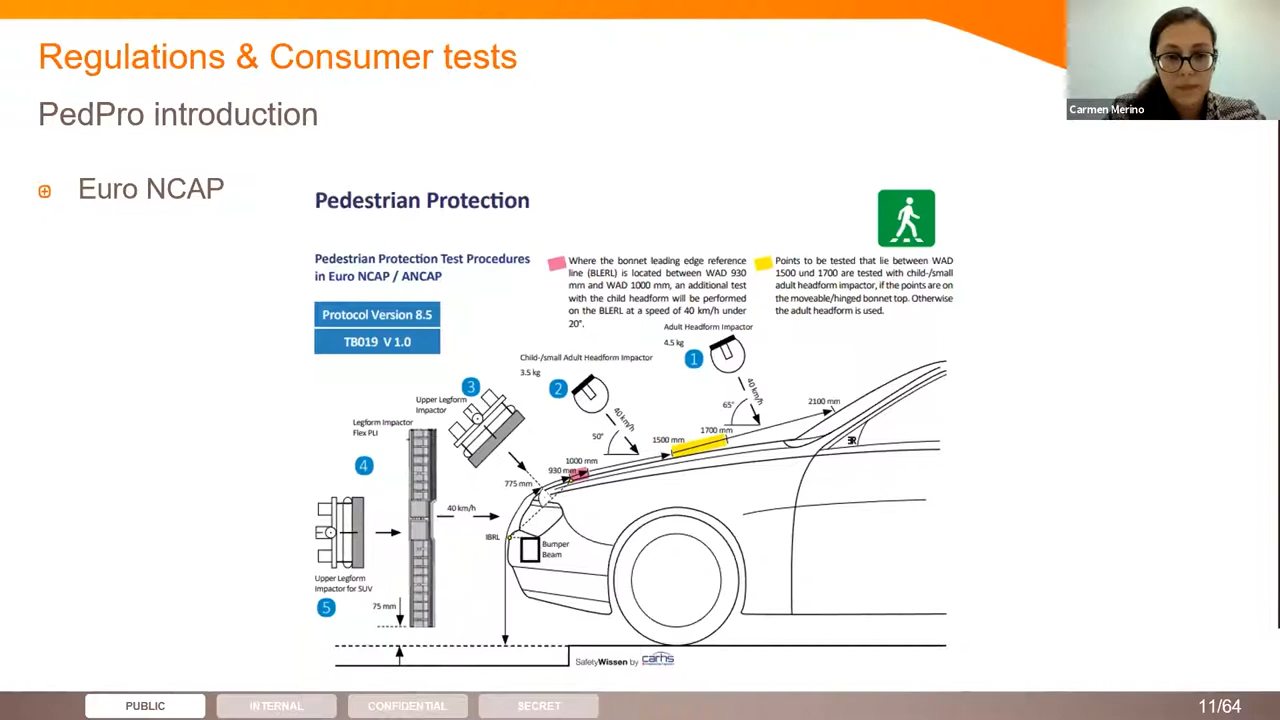 Regulations & Consumer tests
Carmen Merino
PedPro introduction
Euro NCAP
Pedestrian Protection
Pedestrian Protection Test Procedures
in Euro NCAP / ANCAP
Protocol Version 8.5
TB019 V 1.0
Where the bonnet leading edge reference
line (BLERL) is located between WAD 930
mm and WAD 1000 mm, an additional test
with the child headform will be performed
on the BLERL at a speed of 40 km/h under
20°.
Points to be tested that lie between WAD
1500 und 1700 are tested with child-/small
adult headform impactor, if the points are on
the moveable/hinged bonnet top. Otherwise
the adult headform is used.
Adult Headform Impactor
4.5 kg
1
Child-/small Adult Headform Impactor
3.5 kg
2
3
Upper Legform
Impactor
Legform Impactor
Flex PLI
4
40 km/h
65°
2100 mm
40 km/h
50°
1700 mm
1500 mm
1000 mm
930 mm
775 mm
40 km/h
IBRL
Bumper
Beam
Upper Legform
Impactor for SUV
5
75 mm
SafetyWissen by carhs
PUBLIC
INTERNAL
CONFIDENTIAL
SECRET
11/64